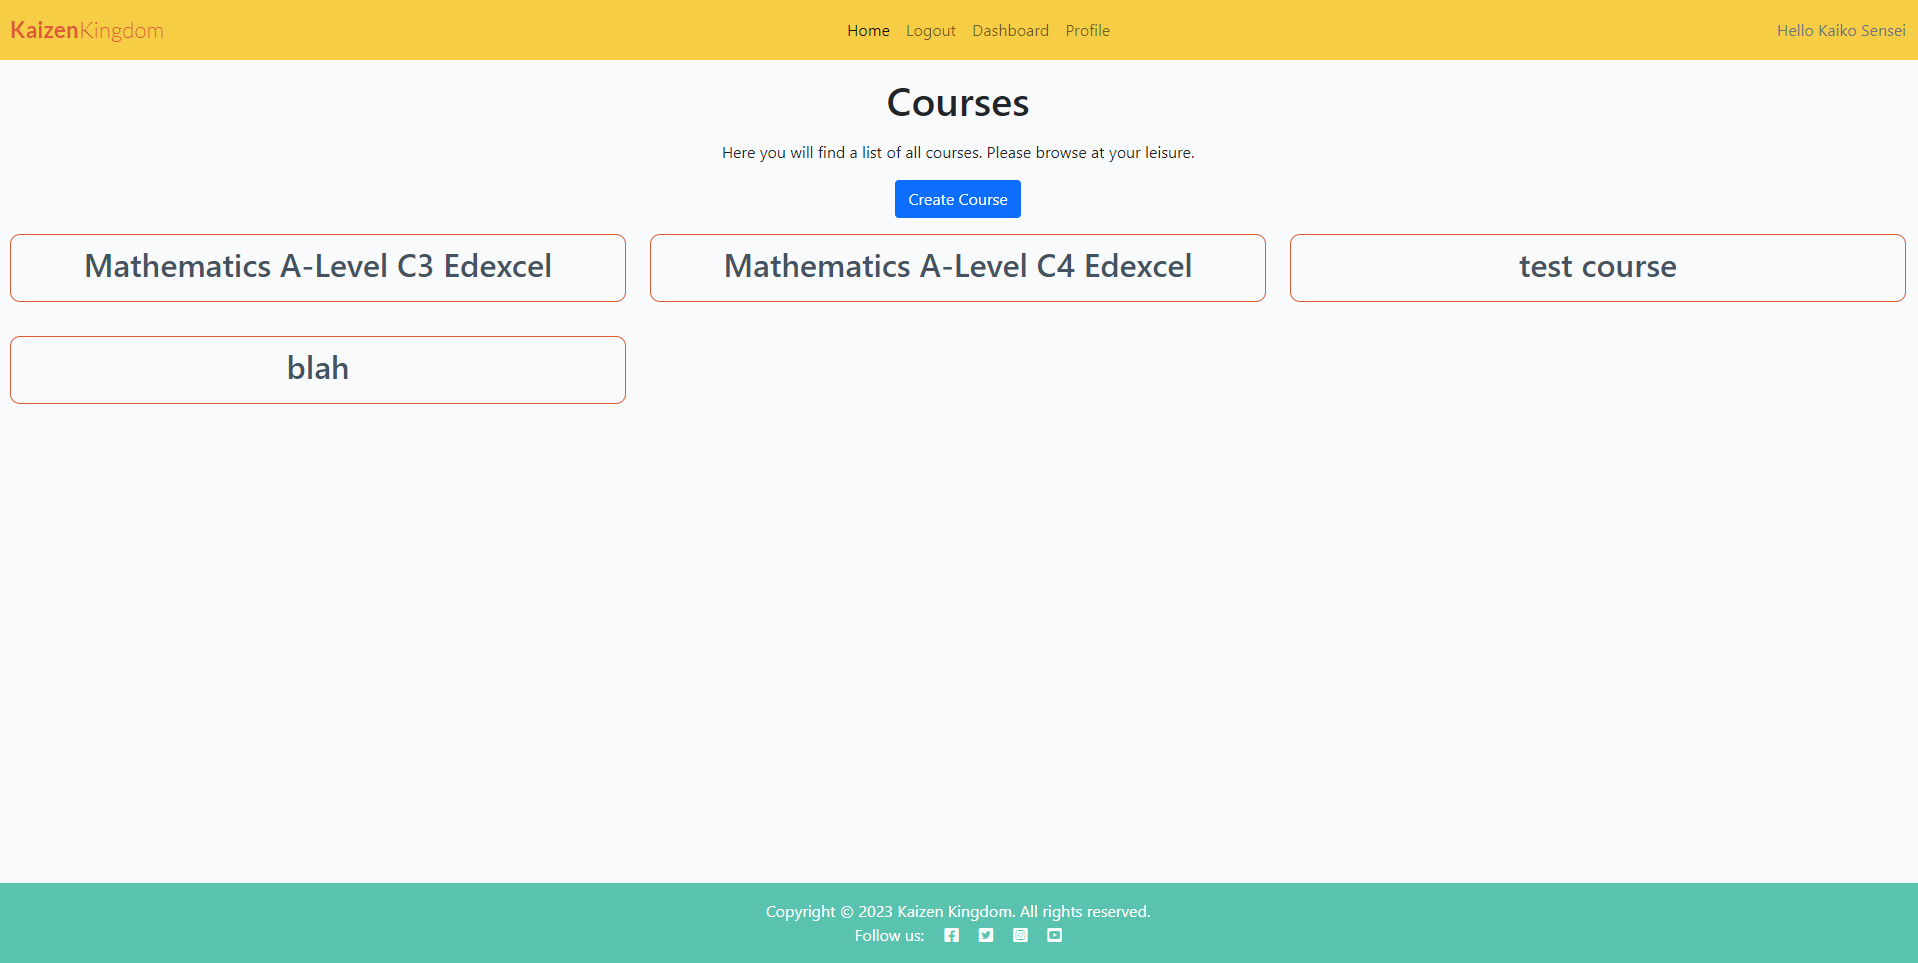 KaizenKingdom Home Logout Dashboard Profile Hello Kaiko Sensei
Courses
Here you will find a list of all courses. Please browse at your leisure.
Create Course
Mathematics A-Level C3 Edexcel
Mathematics A-Level C4 Edexcel
test course
blah
Copyright © 2023 Kaizen Kingdom. All rights reserved.
Follow us: